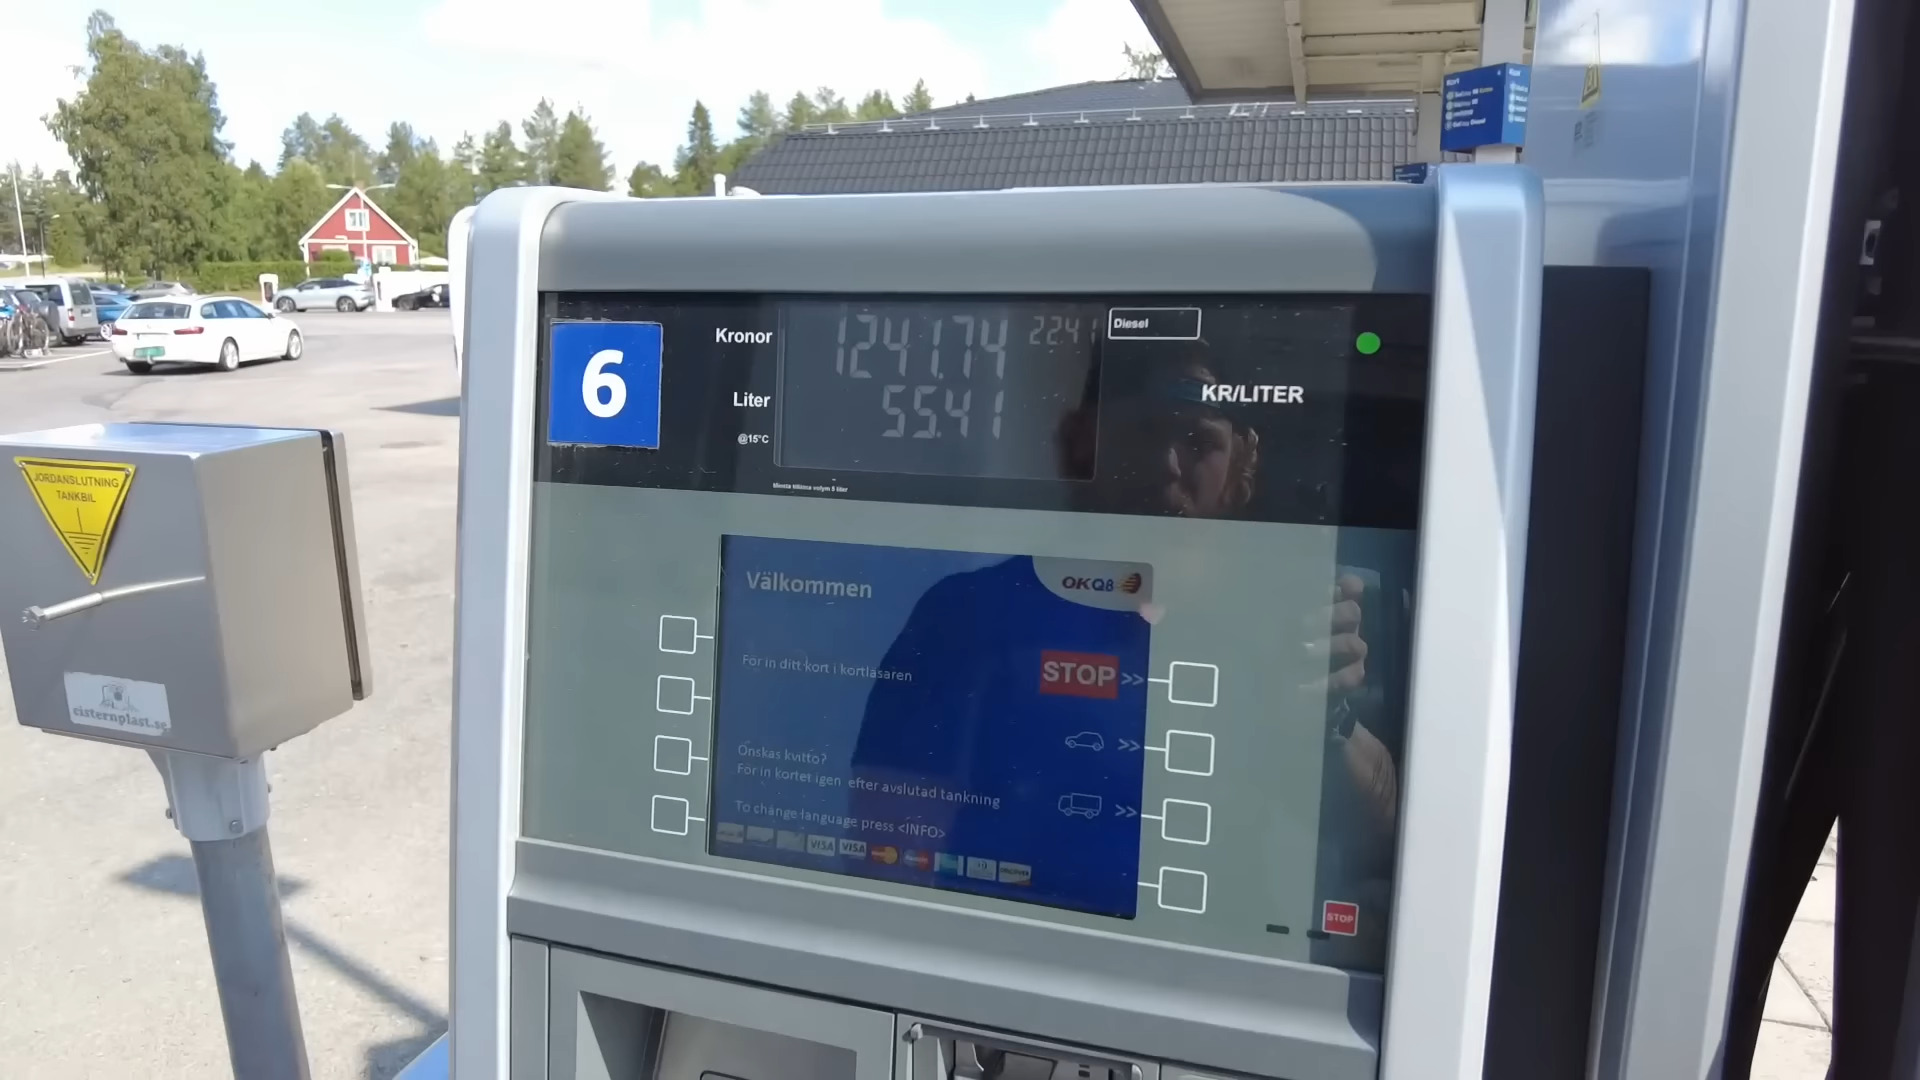 6
Kronor
1241.74
22.41
Diesel
KR/LITER
Liter
55.41
@15°C
Minsta tillåtna volym 5 liter
JORDANSLUTNING
TANKBIL
cisternplast.se
Välkommen
OKQ8
För in ditt kort i kortläsaren
STOP >>
Önskas kvitto?
>>
För in kortet igen efter avslutad tankning
>>
To change language press <INFO>
VISA VISA
DISCOVER
STOP